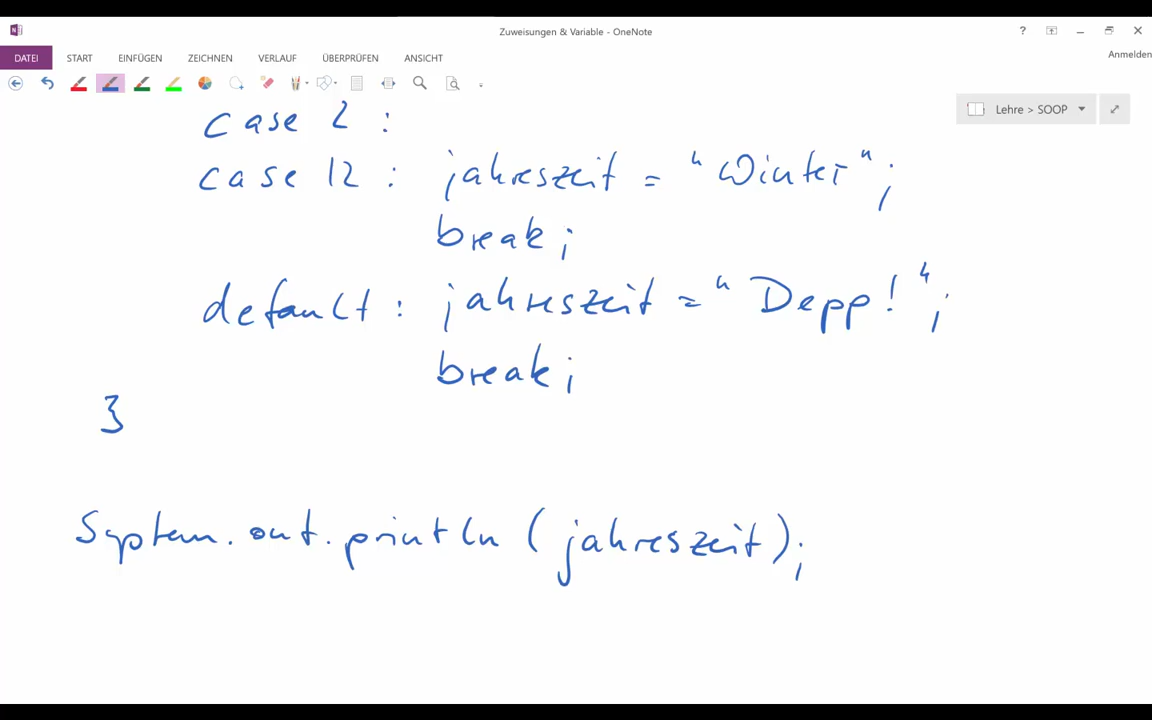 Zuweisungen & Variable - OneNote
?
Anmelden
DATEI START EINFÜGEN ZEICHNEN VERLAUF ÜBERPRÜFEN ANSICHT
Lehre > SOOP
case 2 :
case 12 : jahreszeit = "Winter";
break;
default : jahreszeit = "Depp!";
break;
}
System.out.println (jahreszeit);